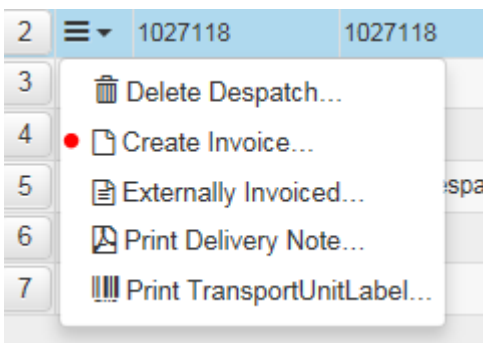 2 1027118 1027118
3
Delete Despatch...
4
Create Invoice...
5 espa
Externally Invoiced...
6
Print Delivery Note...
7
Print TransportUnitLabel...